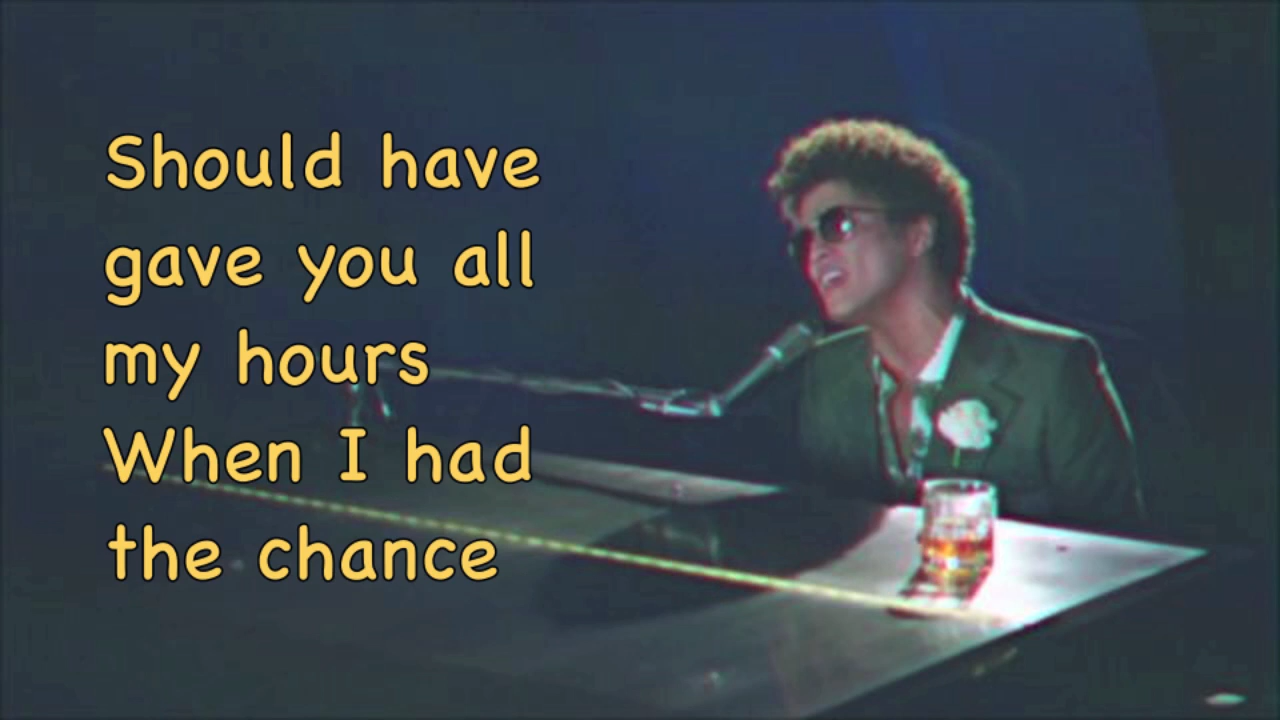 Should have
gave you all
my hours
When I had
the chance